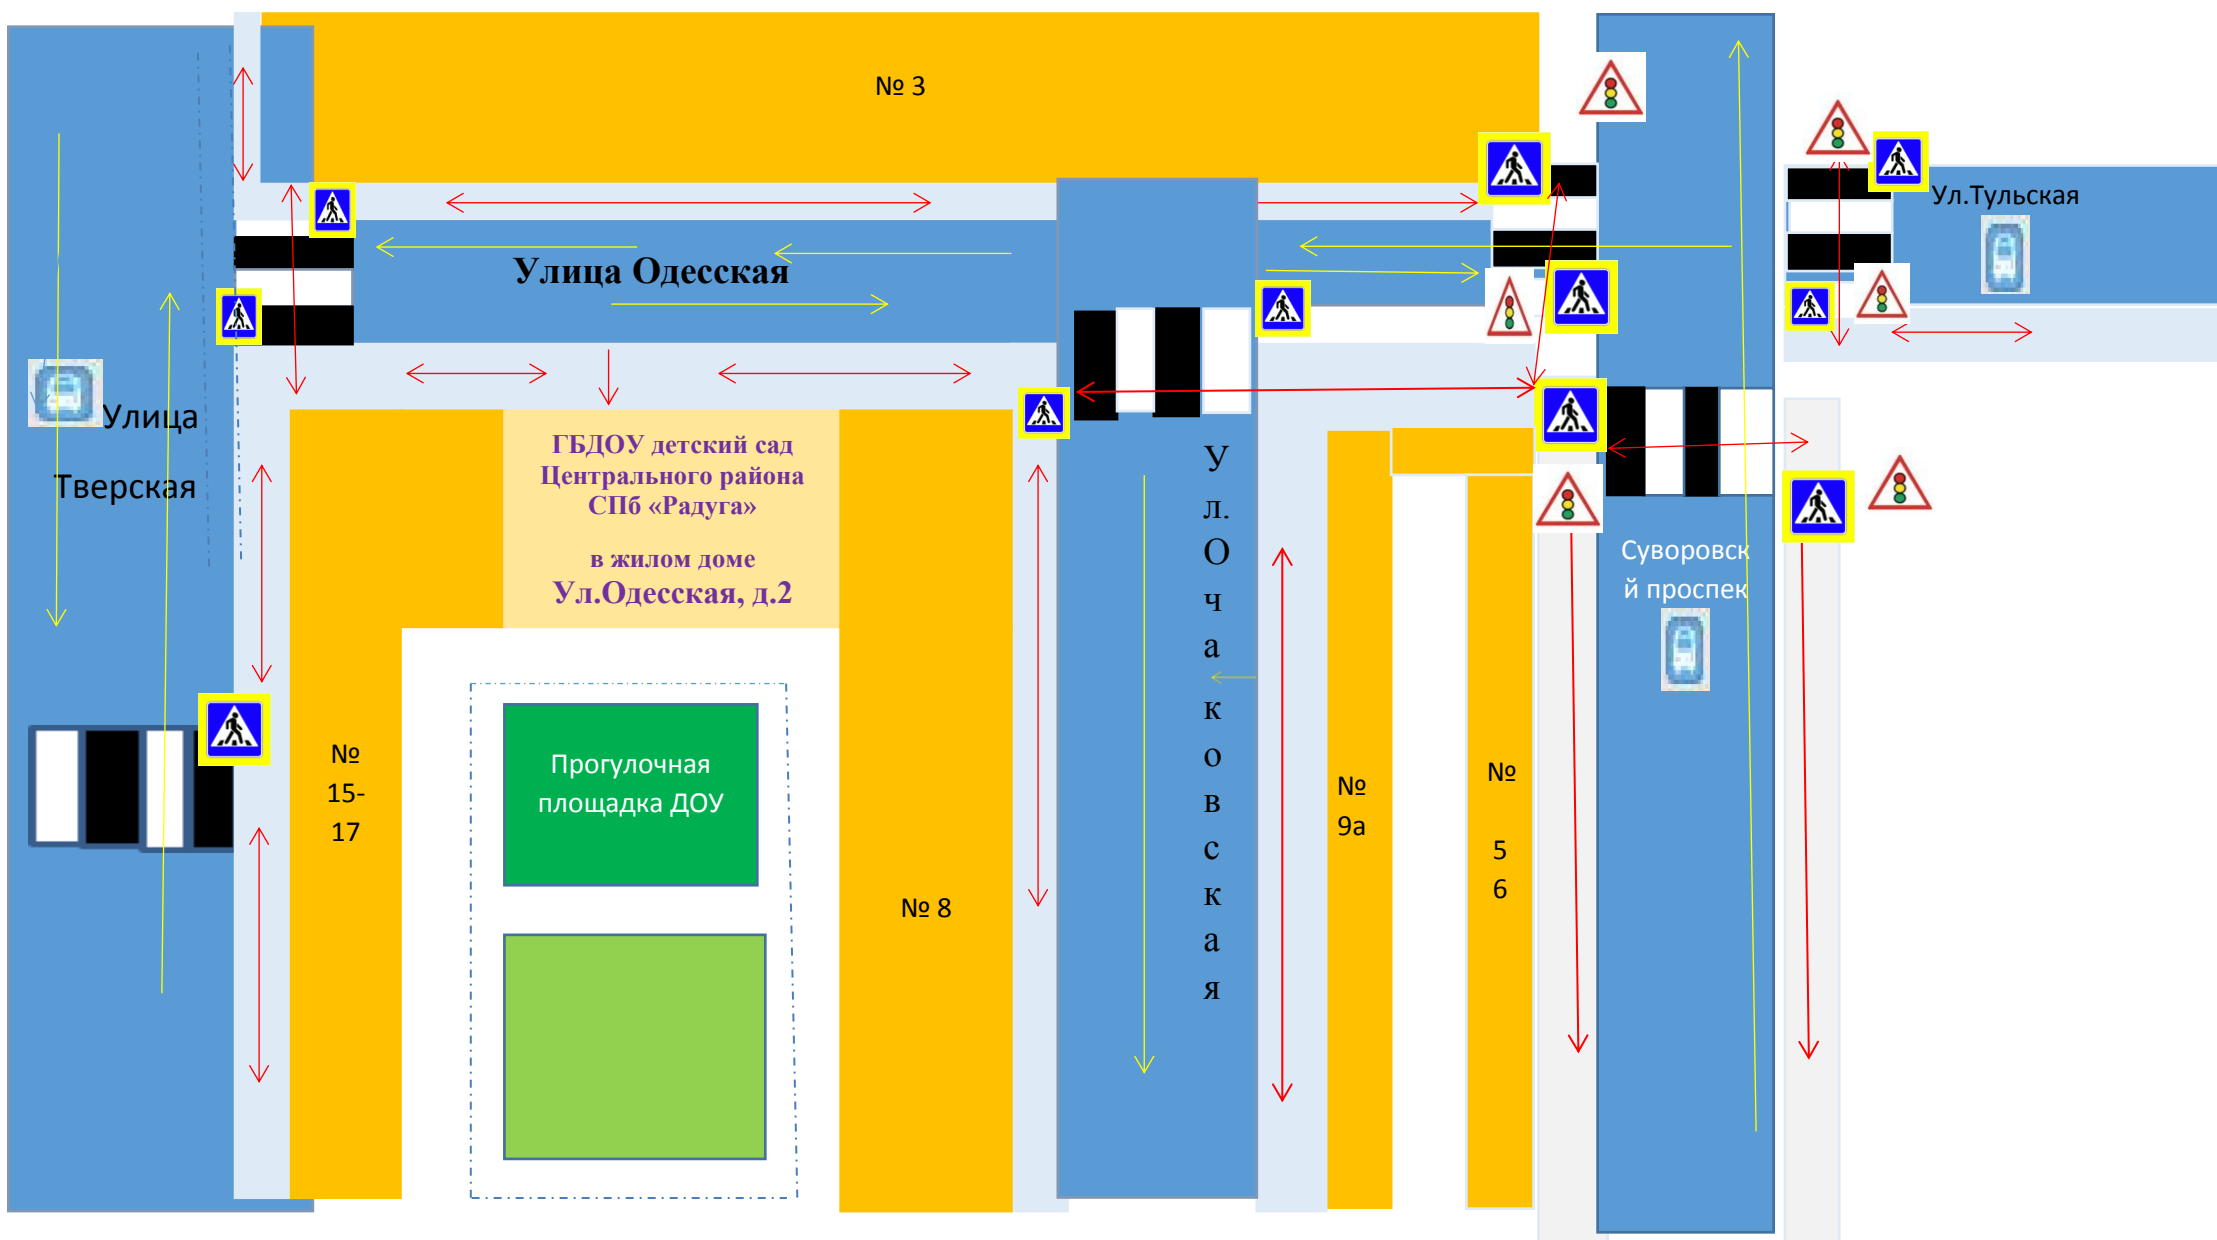 № 3
Ул.Тульская
Улица Одесская
Улица
Тверская
ГБДОУ детский сад
Центрального района
СПб «Радуга»
в жилом доме
Ул.Одесская, д.2
У
л.
О
ч
а
к
о
в
с
к
а
я
Суворовск
й проспек
№
15-
17
Прогулочная
площадка ДОУ
№ 8
№
9а
№
5
6